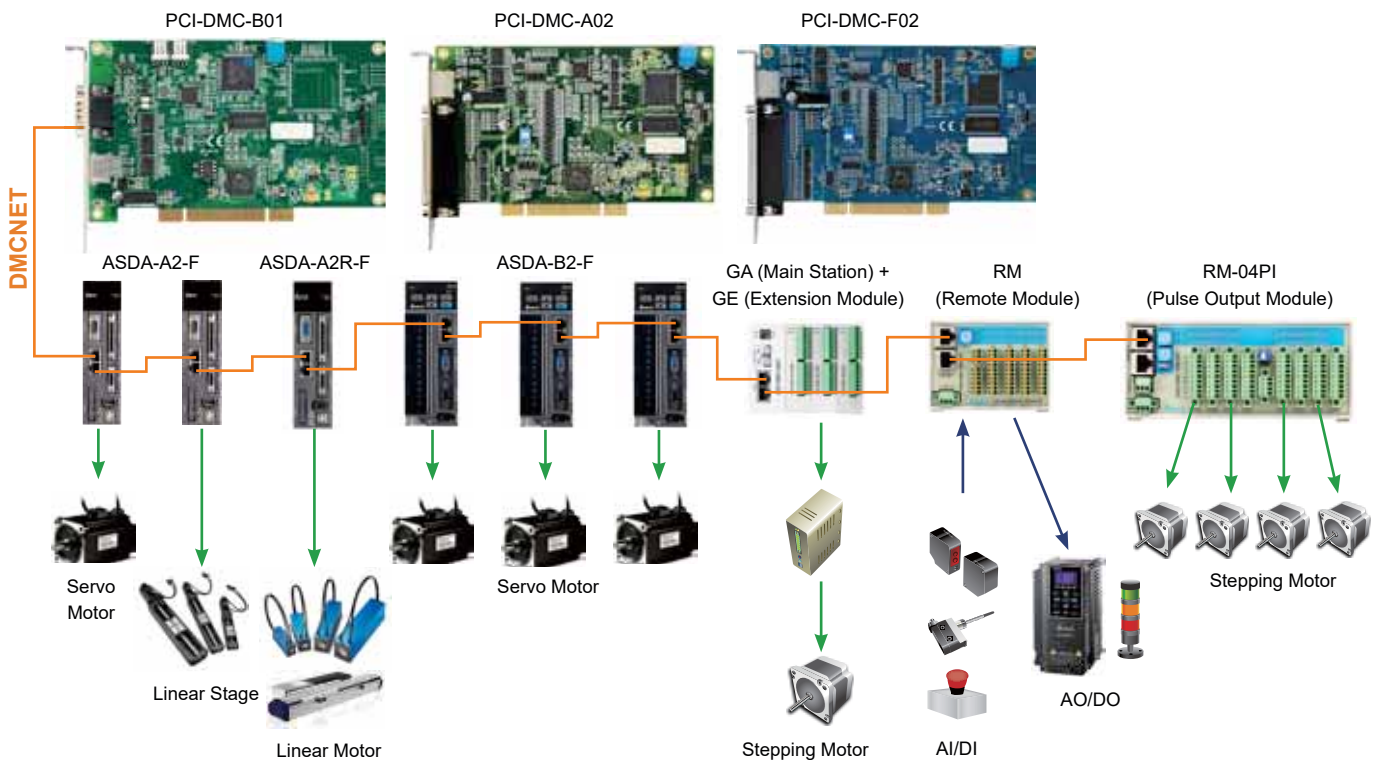 PCI-DMC-B01
PCI-DMC-A02
PCI-DMC-F02
DMCNET
ASDA-A2-F
ASDA-A2R-F
ASDA-B2-F
GA (Main Station) +
GE (Extension Module)
RM
(Remote Module)
RM-04PI
(Pulse Output Module)
Servo
Motor
Linear Stage
Linear Motor
Servo Motor
Stepping Motor
AI/DI
AO/DO
Stepping Motor